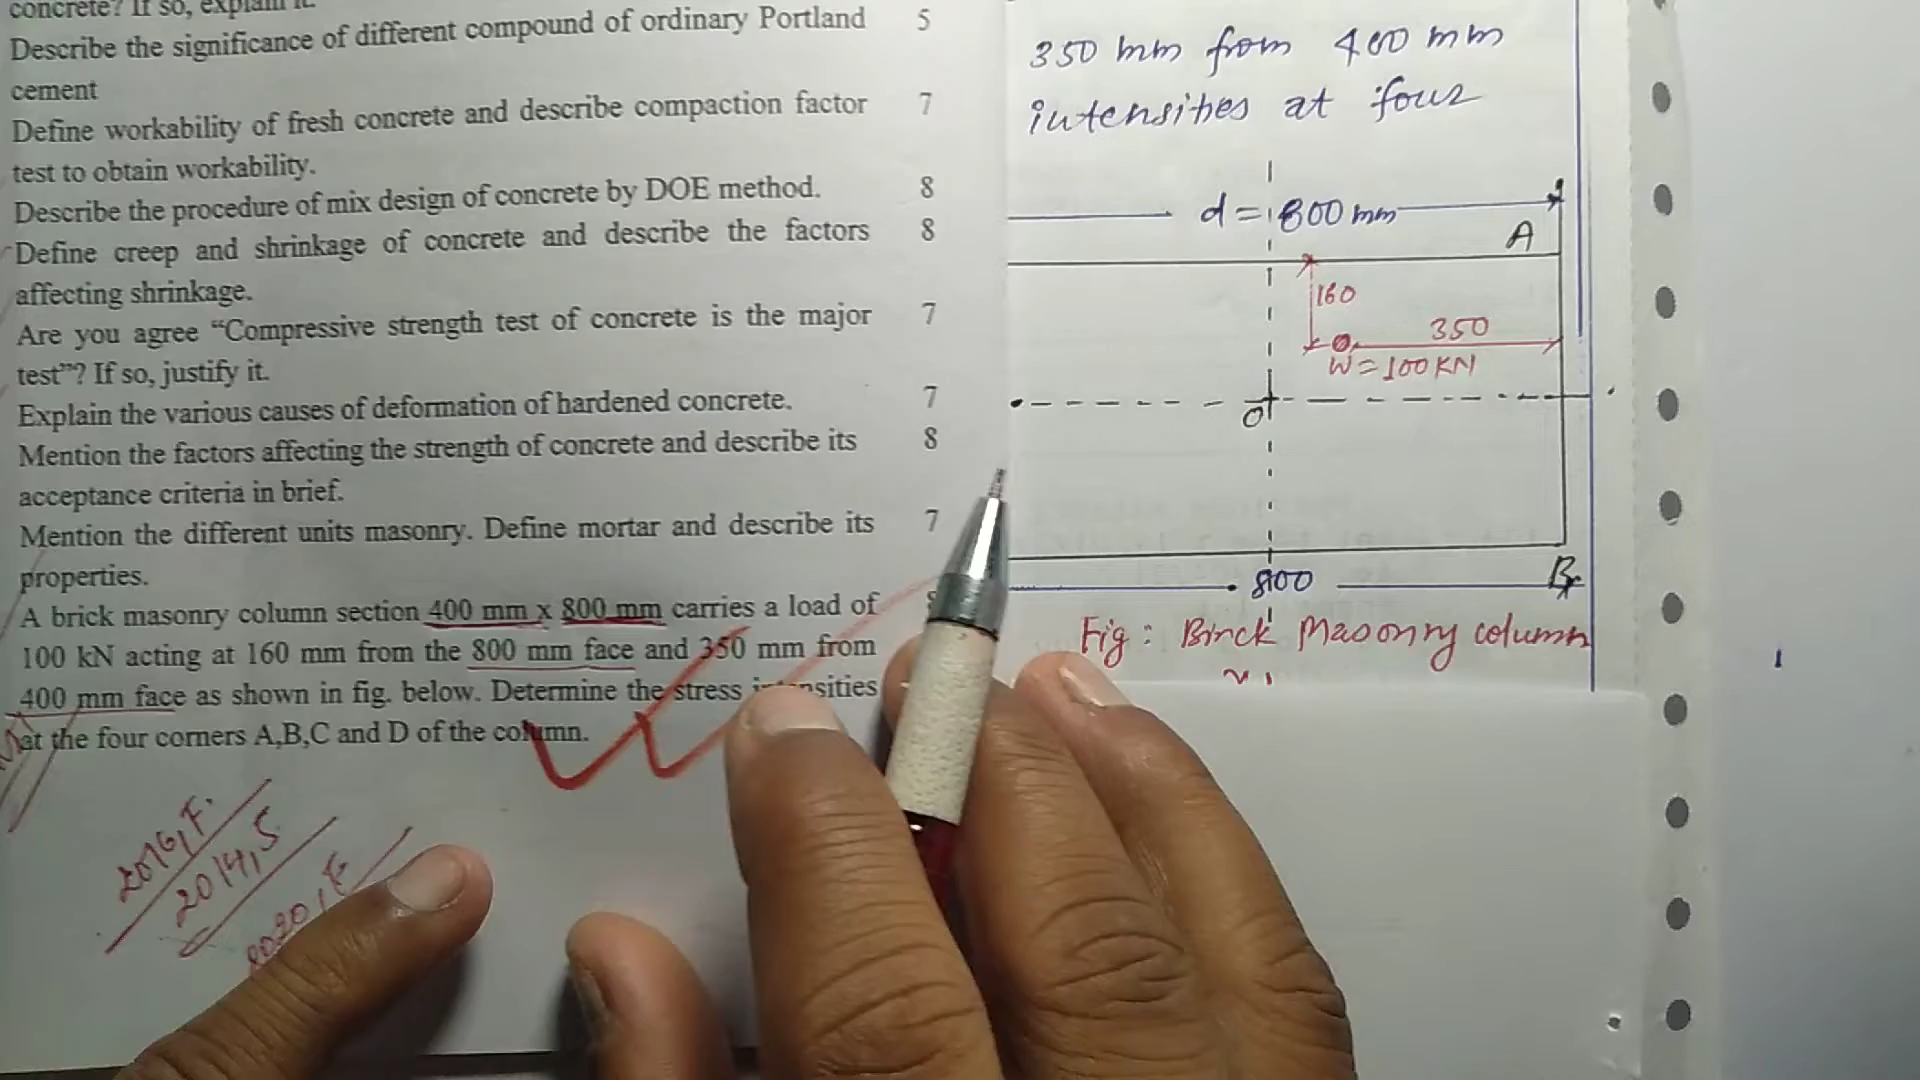 concrete? If so, explain it.
Describe the significance of different compound of ordinary Portland 5
cement
Define workability of fresh concrete and describe compaction factor 7
test to obtain workability.
Describe the procedure of mix design of concrete by DOE method. 8
Define creep and shrinkage of concrete and describe the factors 8
affecting shrinkage.
Are you agree “Compressive strength test of concrete is the major 7
test”? If so, justify it.
Explain the various causes of deformation of hardened concrete. 7
Mention the factors affecting the strength of concrete and describe its 8
acceptance criteria in brief.
Mention the different units masonry. Define mortar and describe its 7
properties.
A brick masonry column section 400 mm x 800 mm carries a load of
100 kN acting at 160 mm from the 800 mm face and 350 mm from
400 mm face as shown in fig. below. Determine the stress intensities
at the four corners A,B,C and D of the column.
2016, F.
2014, S
2020, F
350 mm from 400 mm
intensities at four
d = 800 mm
A
160
350
W = 100 KN
O
800
B
Fig : Brick Masonry column